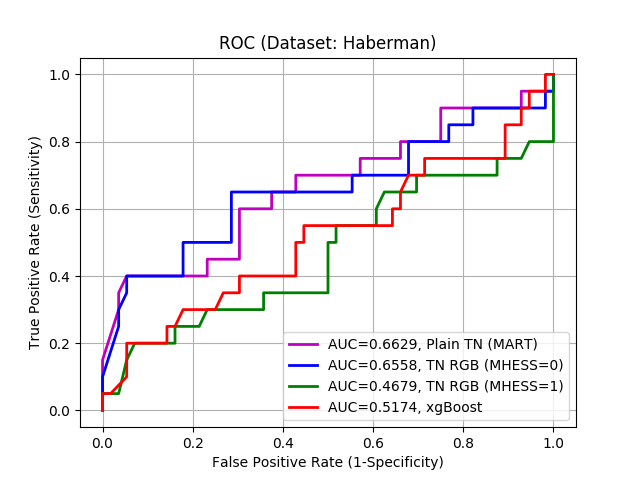 ROC (Dataset: Haberman)
True Positive Rate (Sensitivity)
1.0
0.8
0.6
0.4
0.2
0.0
AUC=0.6629, Plain TN (MART)
AUC=0.6558, TN RGB (MHESS=0)
AUC=0.4679, TN RGB (MHESS=1)
AUC=0.5174, xgBoost
0.0 0.2 0.4 0.6 0.8 1.0
False Positive Rate (1-Specificity)